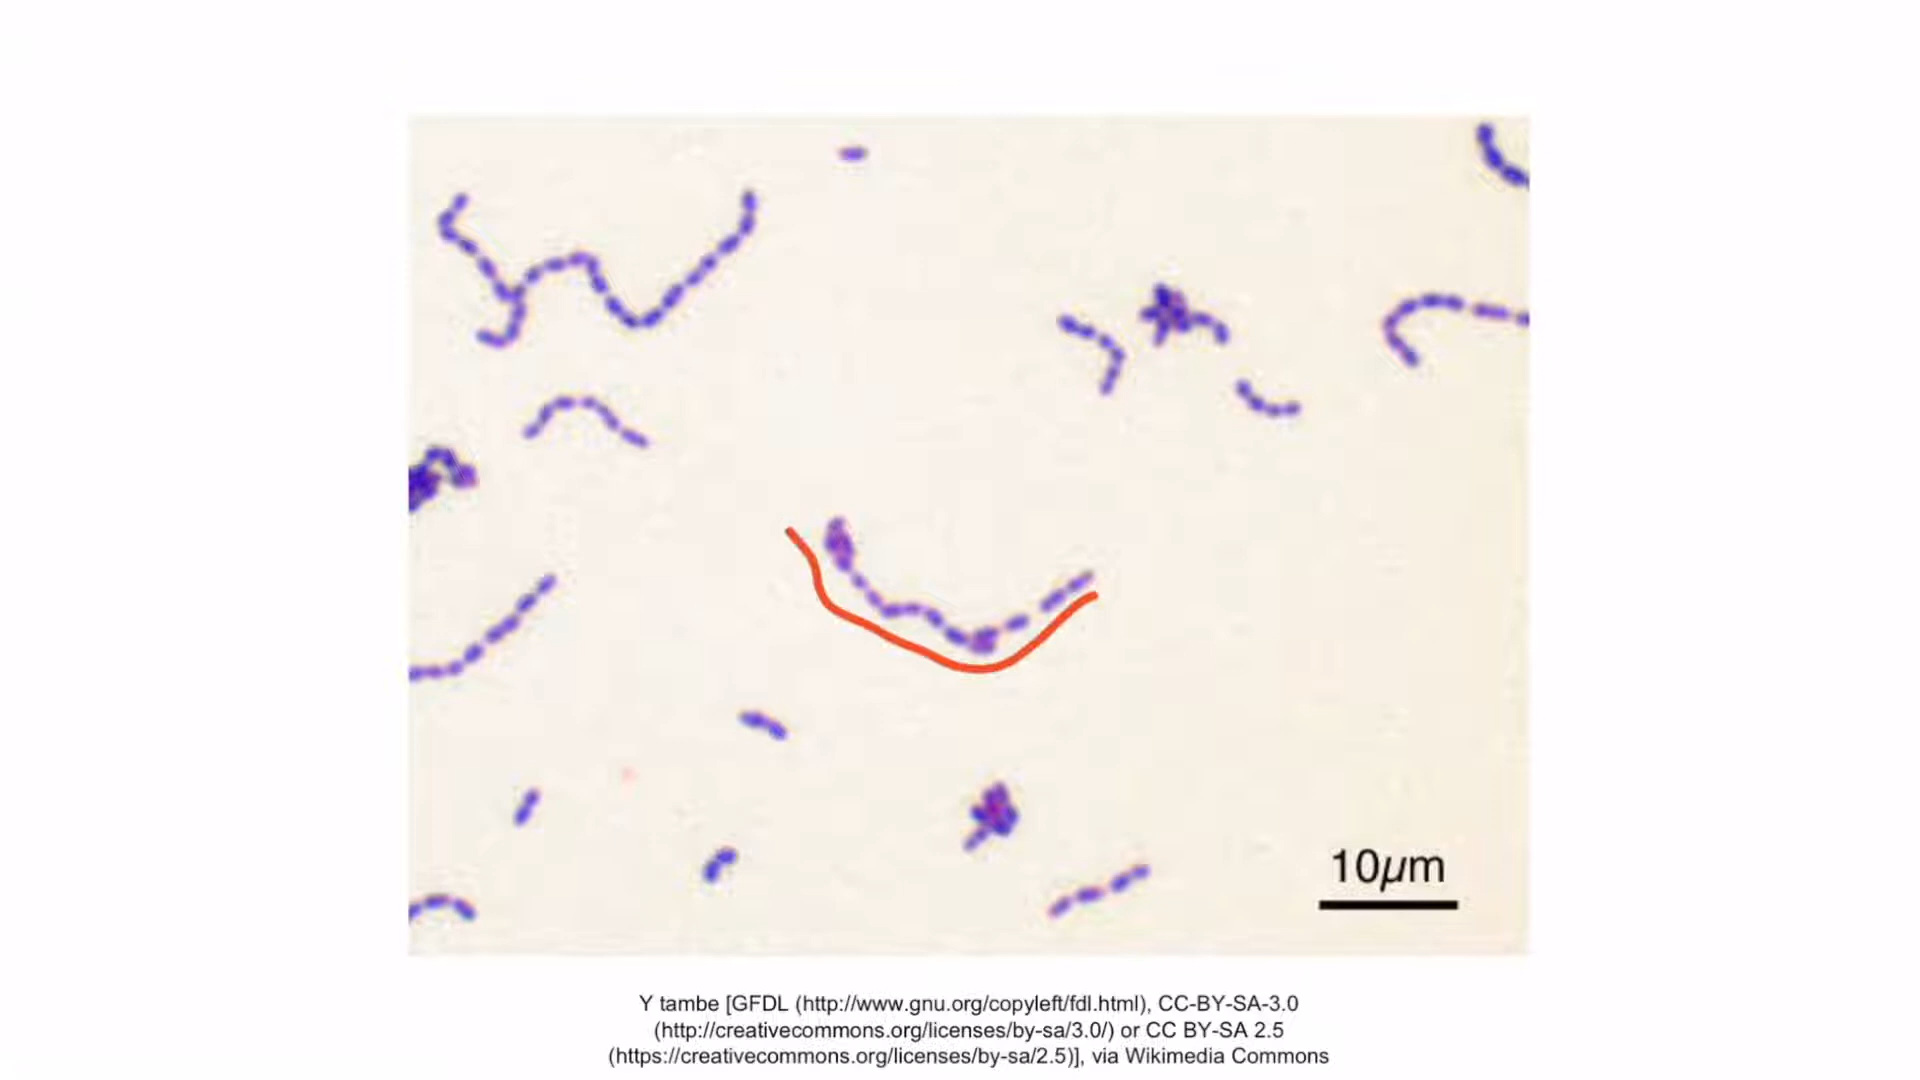 10µm
Y tambe [GFDL (http://www.gnu.org/copyleft/fdl.html), CC-BY-SA-3.0
(http://creativecommons.org/licenses/by-sa/3.0/) or CC BY-SA 2.5
(https://creativecommons.org/licenses/by-sa/2.5)], via Wikimedia Commons